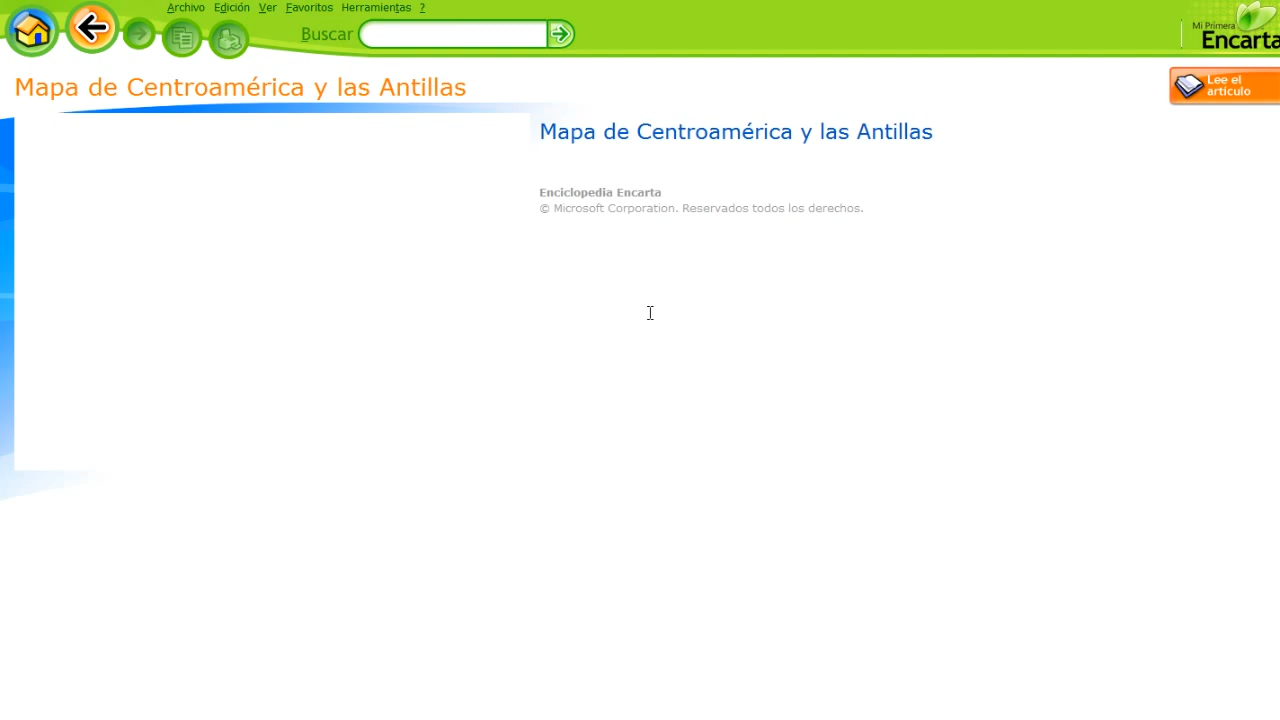 Archivo Edición Ver Favoritos Herramientas ?
Buscar
Mi Primera
Encarta
Mapa de Centroamérica y las Antillas
Lee el
artículo
Mapa de Centroamérica y las Antillas
Enciclopedia Encarta
© Microsoft Corporation. Reservados todos los derechos.